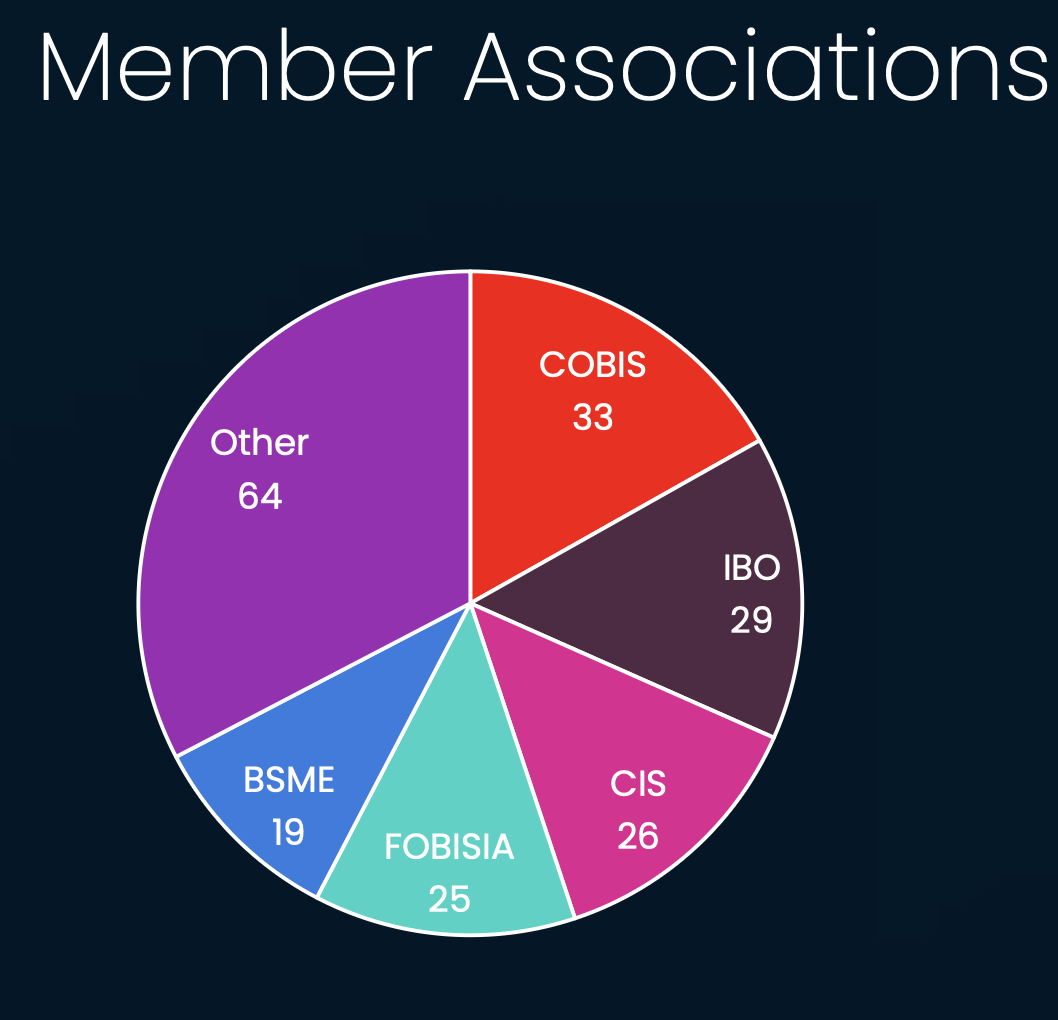 Member Associations
COBIS
33
IBO
29
CIS
26
FOBISIA
25
BSME
19
Other
64